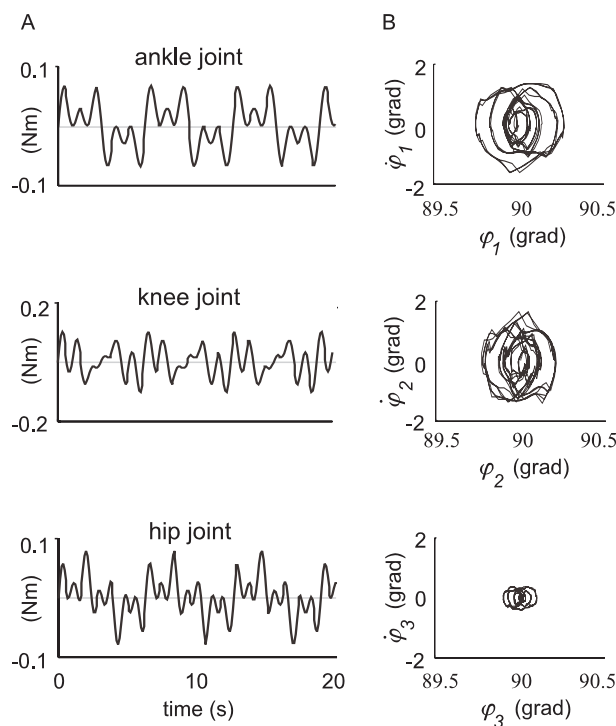 A
B
ankle joint
0.1
(Nm)
-0.1
2
0
-2
φ̇1 (grad)
89.5 90 90.5
φ1 (grad)
knee joint
0.2
(Nm)
-0.2
2
0
-2
φ̇2 (grad)
89.5 90 90.5
φ2 (grad)
hip joint
0.1
(Nm)
-0.1
0 10 20
time (s)
2
0
-2
φ̇3 (grad)
89.5 90 90.5
φ3 (grad)